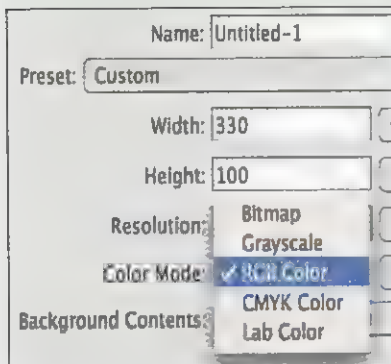 Name: Untitled-1
Preset: Custom
Width: 330
Height: 100
Resolution:
Bitmap
Grayscale
Color Mode: ✓ RGB Color
CMYK Color
Background Contents:
Lab Color